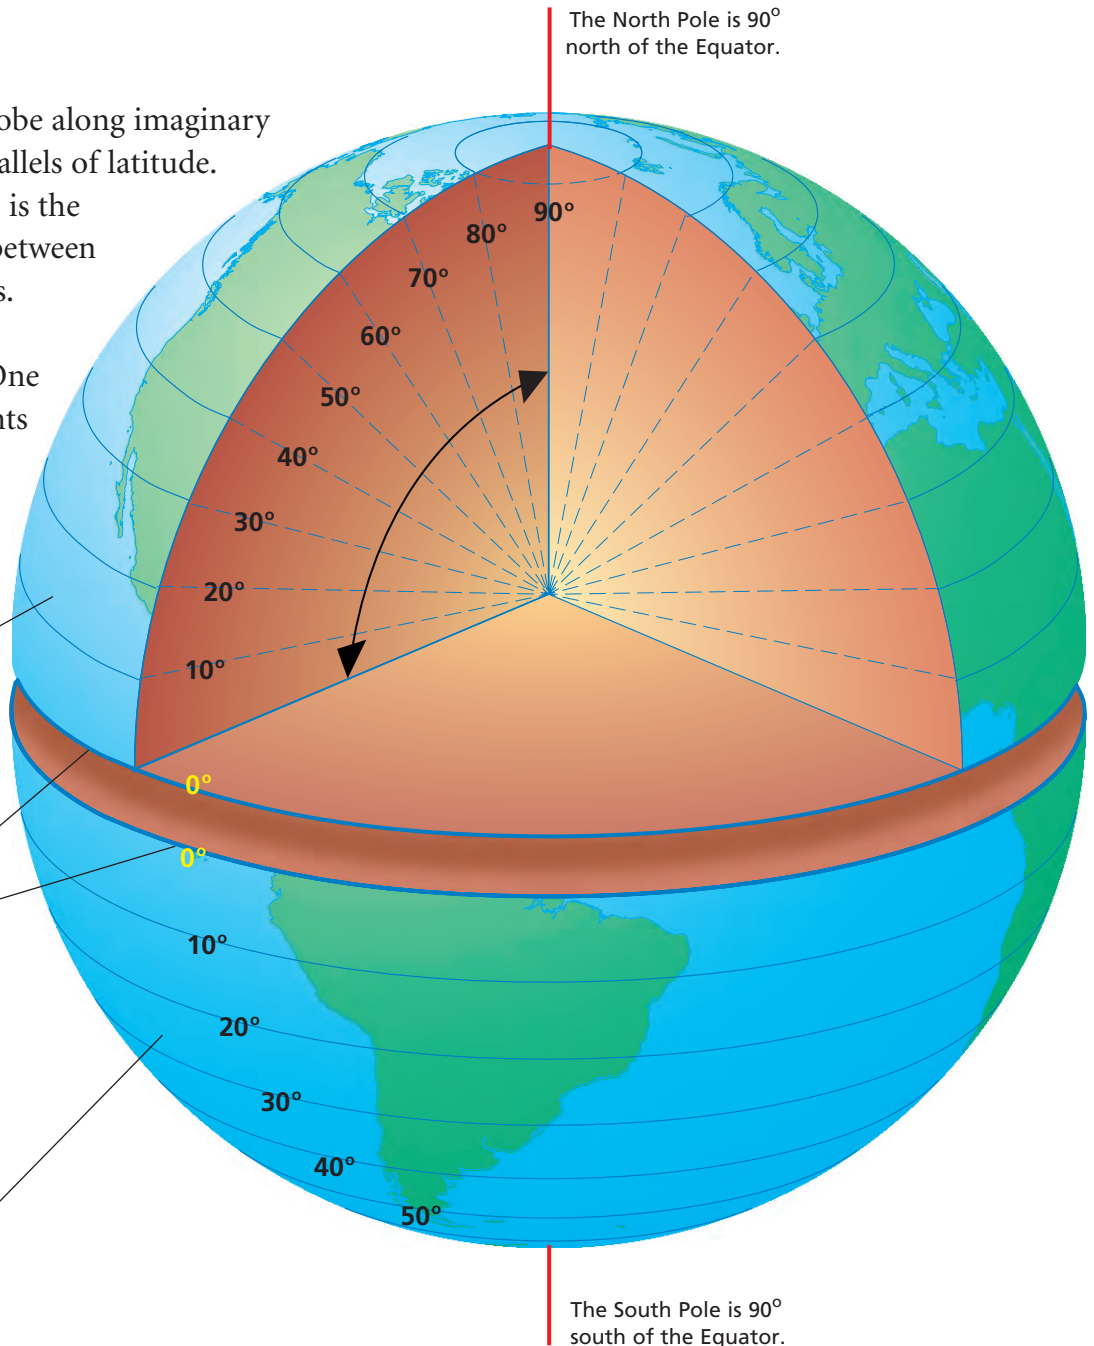 The North Pole is 90°
north of the Equator.
obe along imaginary
allels of latitude.
is the
between
s.
One
nts
90°
80°
70°
60°
50°
40°
30°
20°
10°
0°
0°
10°
20°
30°
40°
50°
The South Pole is 90°
south of the Equator.